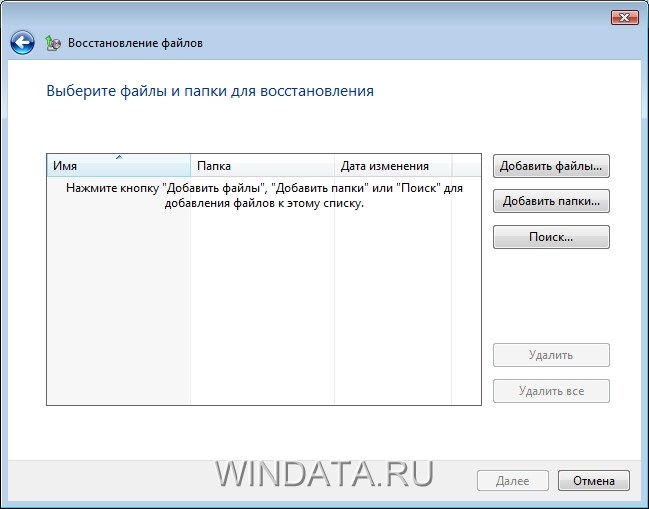 Восстановление файлов
Выберите файлы и папки для восстановления
Имя Папка Дата изменения
Нажмите кнопку "Добавить файлы", "Добавить папки" или "Поиск" для
добавления файлов к этому списку.
Добавить файлы...
Добавить папки...
Поиск...
Удалить
Удалить все
WINDATA.RU
Далее Отмена